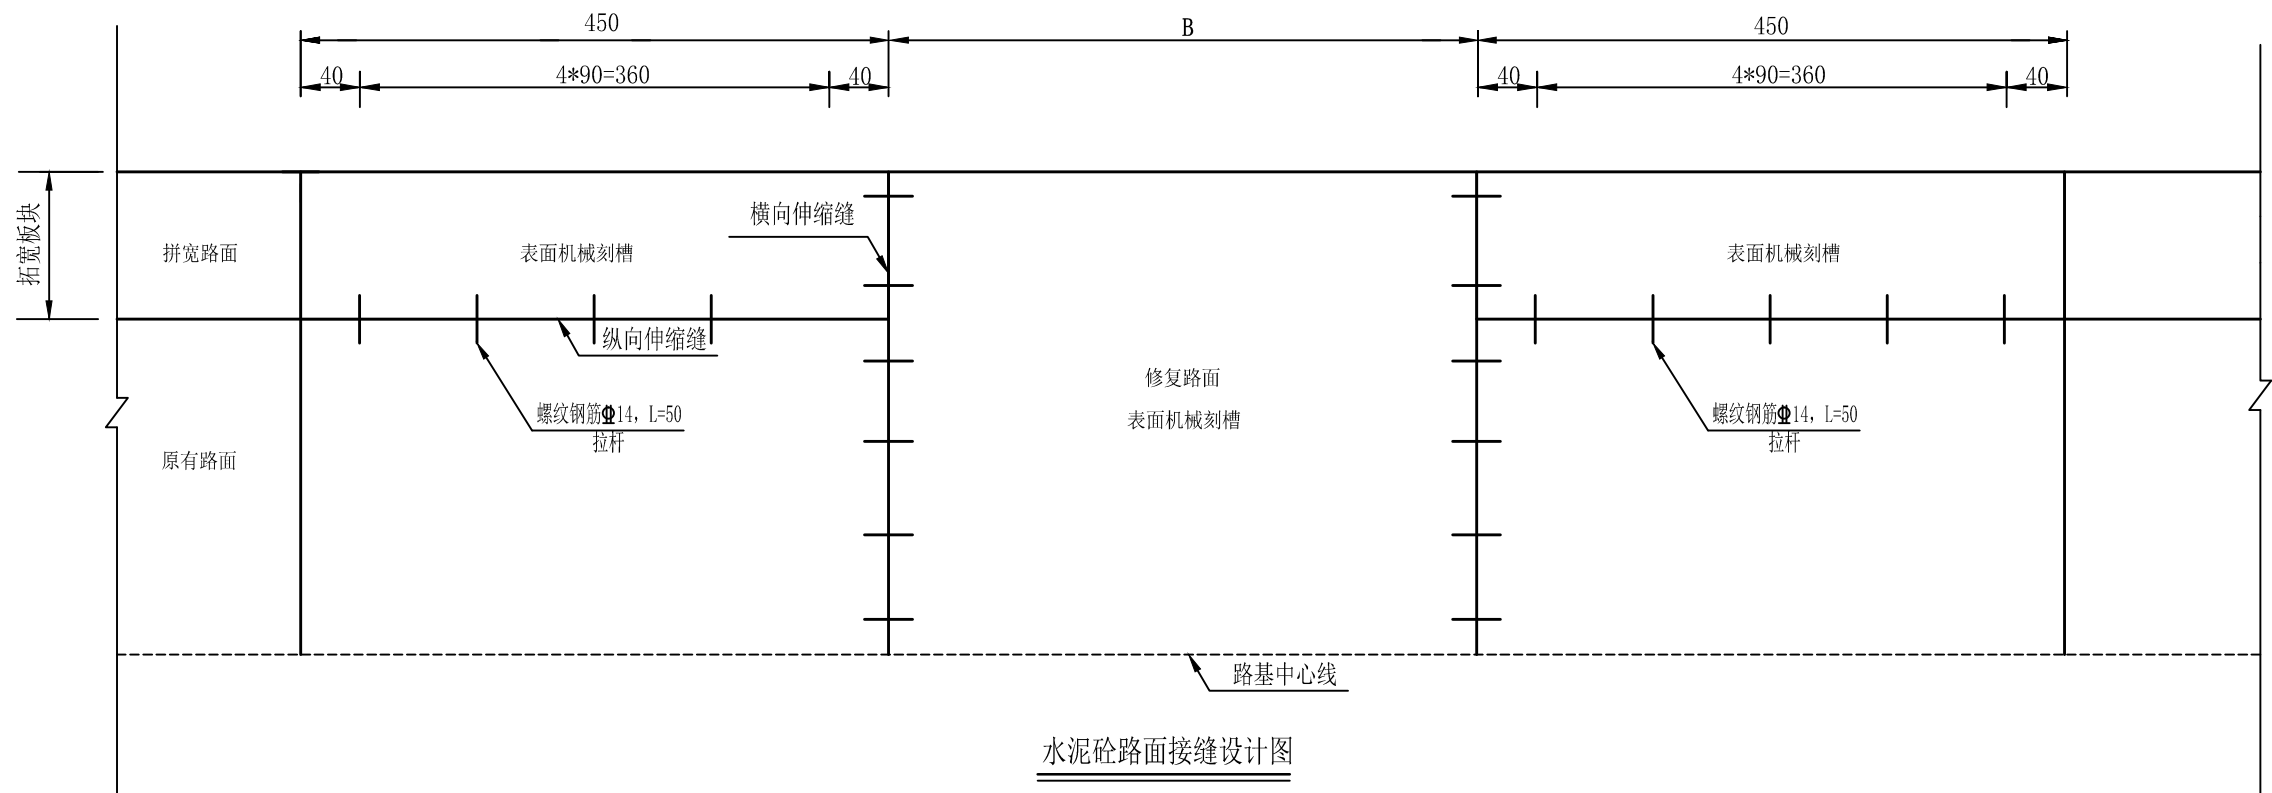 450
B
450
40
4*90=360
40
40
4*90=360
40
拓宽板块
横向伸缩缝
拼宽路面
表面机械刻槽
表面机械刻槽
纵向伸缩缝
修复路面
表面机械刻槽
螺纹钢筋Φ14, L=50
拉杆
螺纹钢筋Φ14, L=50
拉杆
原有路面
路基中心线
水泥砼路面接缝设计图